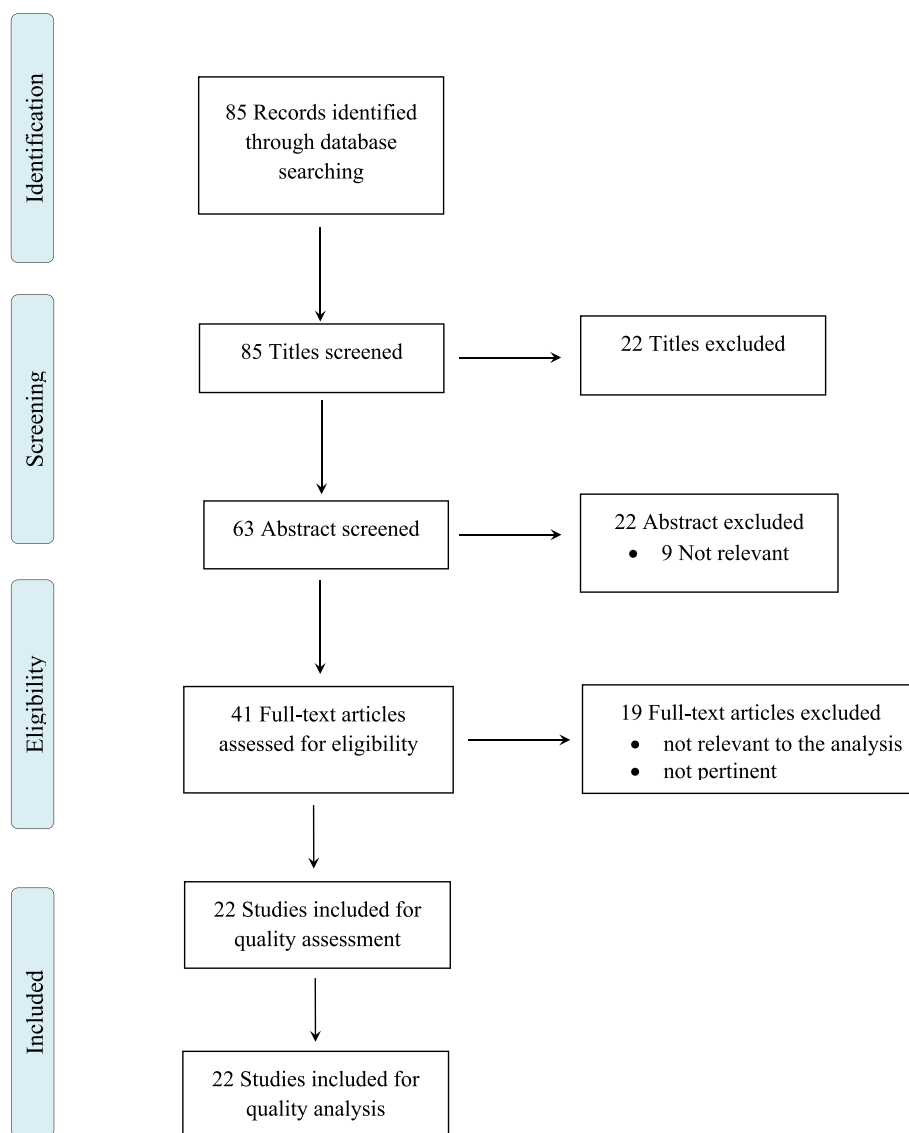 Identification
85 Records identified
through database
searching
Screening
85 Titles screened
22 Titles excluded
63 Abstract screened
22 Abstract excluded
• 9 Not relevant
Eligibility
41 Full-text articles
assessed for eligibility
19 Full-text articles excluded
• not relevant to the analysis
• not pertinent
Included
22 Studies included for
quality assessment
22 Studies included for
quality analysis